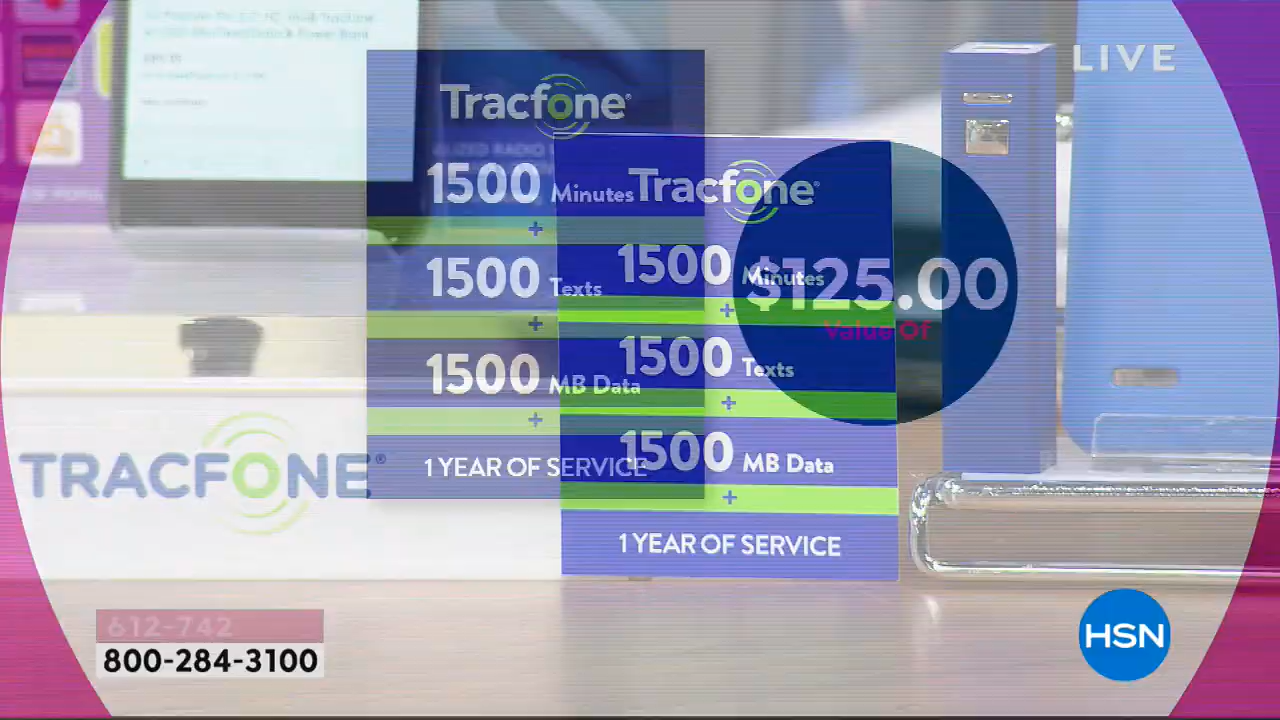 LIVE
Tracfone
1500 Minutes
+
1500 Texts
+
1500 MB Data
+
1 YEAR OF SERVICE
Tracfone
1500 Minutes
+
1500 Texts
+
1500 MB Data
+
1 YEAR OF SERVICE
$125.00
Value Of
TRACFONE
612-742
800-284-3100
HSN